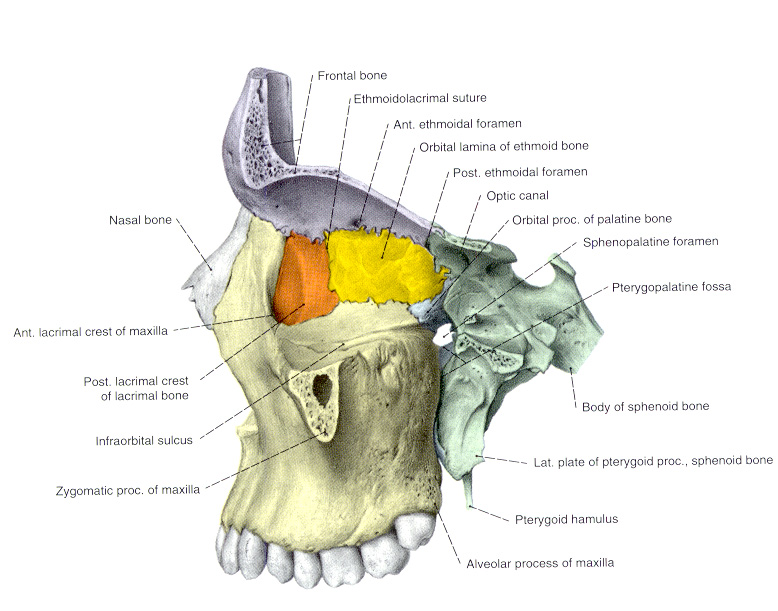 Frontal bone
Ethmoidolacrimal suture
Ant. ethmoidal foramen
Orbital lamina of ethmoid bone
Post. ethmoidal foramen
Optic canal
Orbital proc. of palatine bone
Sphenopalatine foramen
Pterygopalatine fossa
Nasal bone
Ant. lacrimal crest of maxilla
Post. lacrimal crest
of lacrimal bone
Infraorbital sulcus
Zygomatic proc. of maxilla
Body of sphenoid bone
Lat. plate of pterygoid proc., sphenoid bone
Pterygoid hamulus
Alveolar process of maxilla